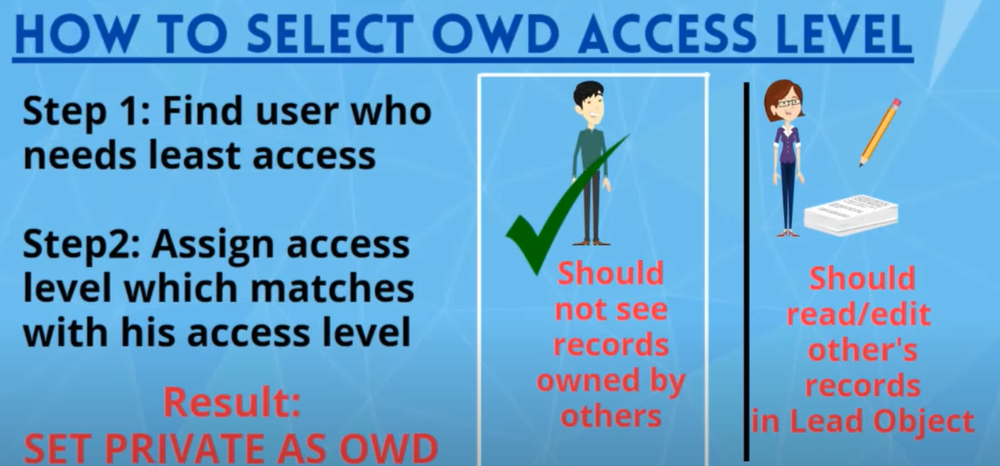 HOW TO SELECT OWD ACCESS LEVEL
Step 1: Find user who
needs least access
Step2: Assign access
level which matches
with his access level
Result:
SET PRIVATE AS OWD
Should
not see
records
owned by
others
Should
read/edit
other's
records
in Lead Object